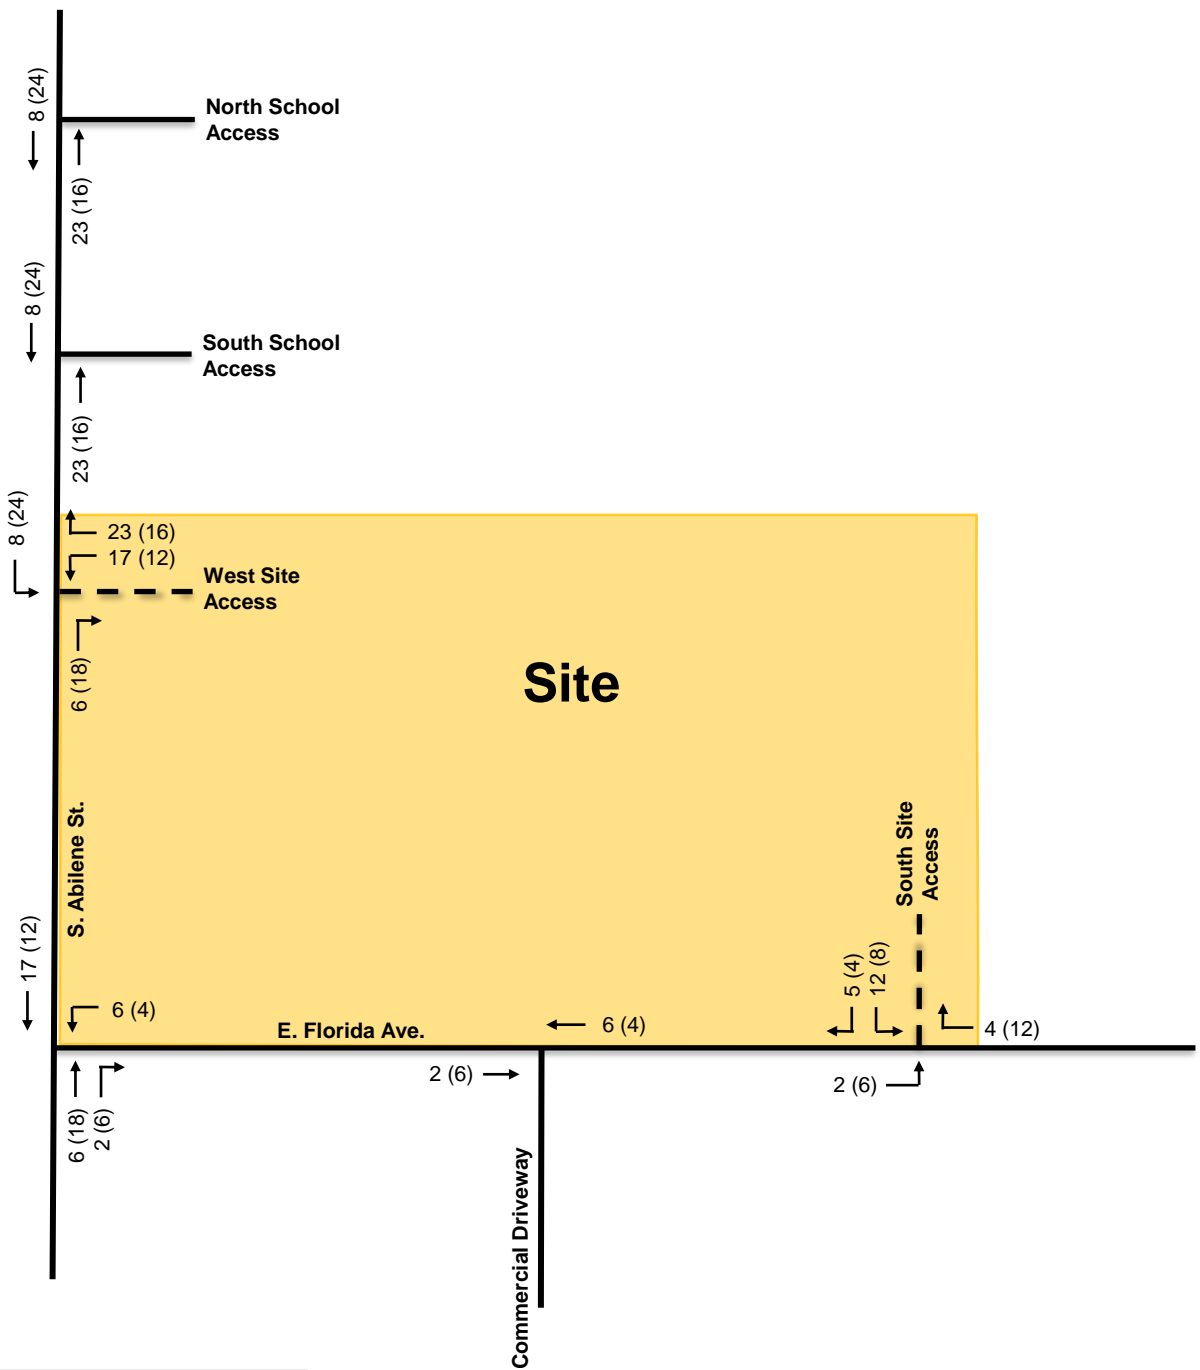 8 (24)
North School
Access
23 (16)
8 (24)
South School
Access
23 (16)
8 (24)
23 (16)
17 (12)
West Site
Access
6 (18)
Site
S. Abilene St.
South Site
Access
17 (12)
5 (4)
12 (8)
6 (4)
E. Florida Ave.
6 (4)
4 (12)
2 (6)
2 (6)
6 (18)
2 (6)
Commercial Driveway